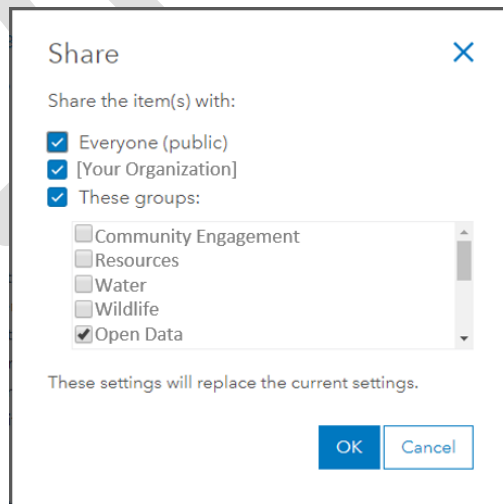 Share
Share the item(s) with:
Everyone (public)
[Your Organization]
These groups:
Community Engagement
Resources
Water
Wildlife
Open Data
These settings will replace the current settings.
OK Cancel